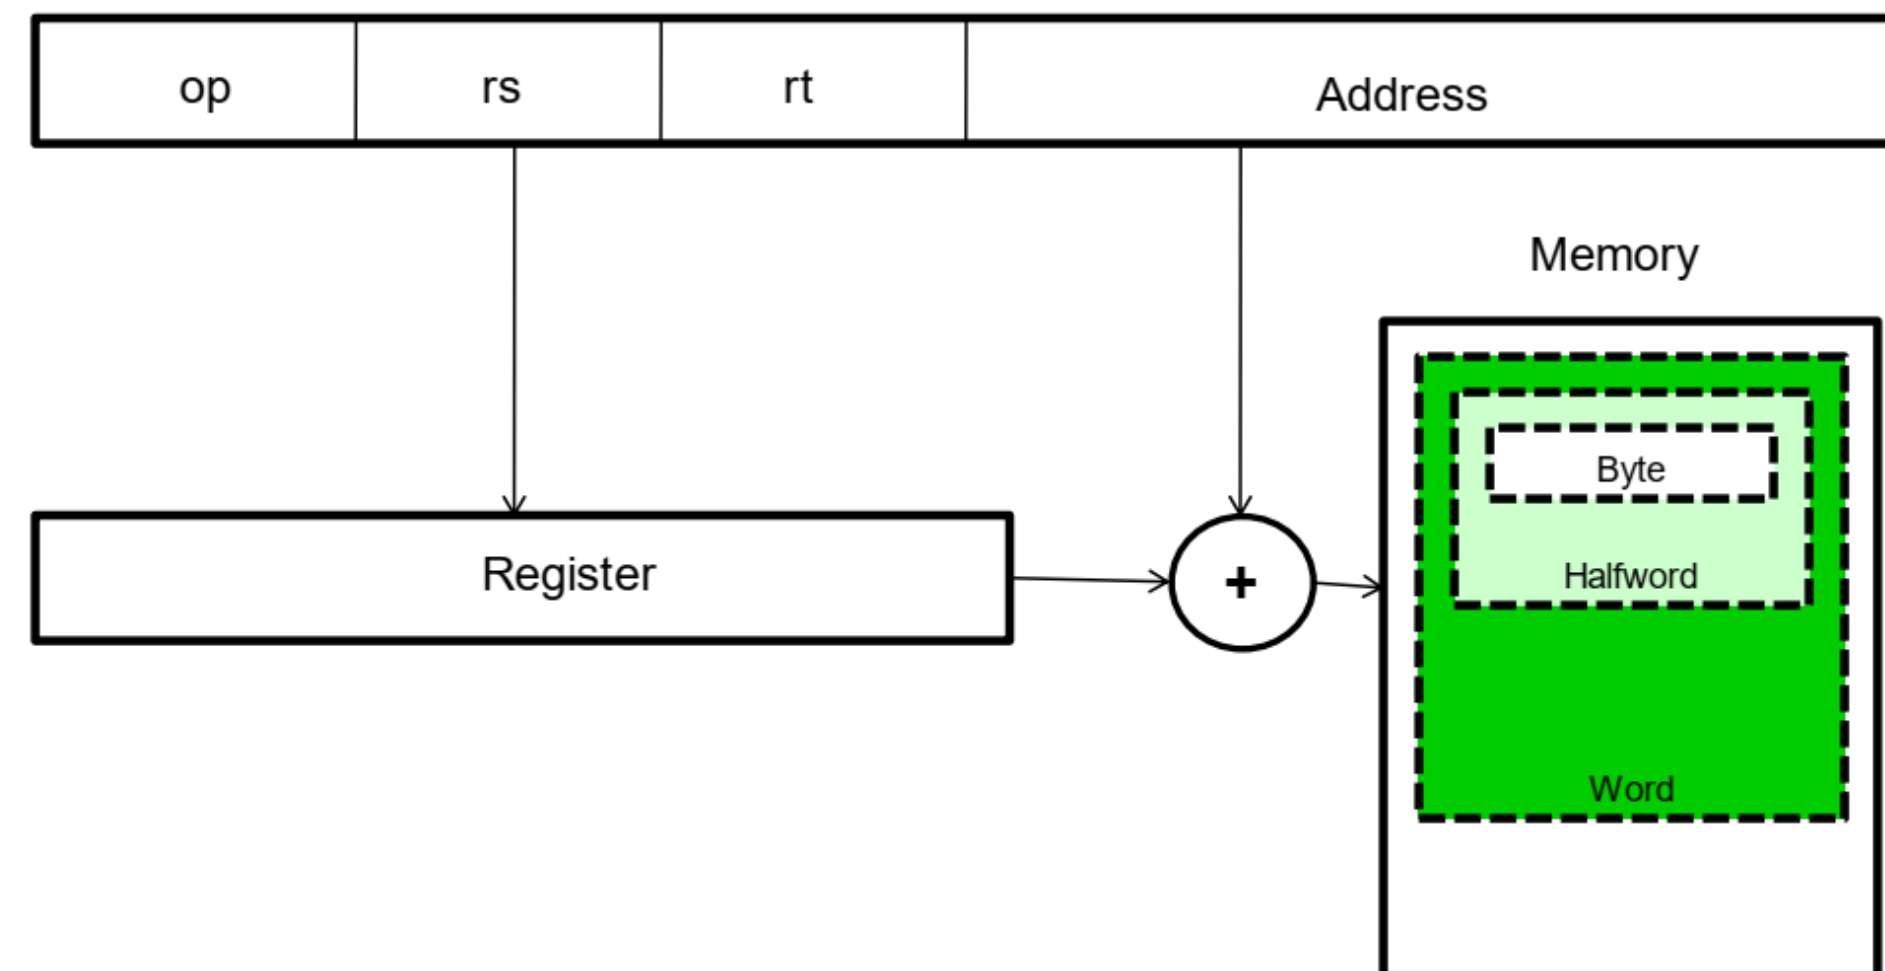 op rs rt Address
Memory
Byte
Register +
Halfword
Word